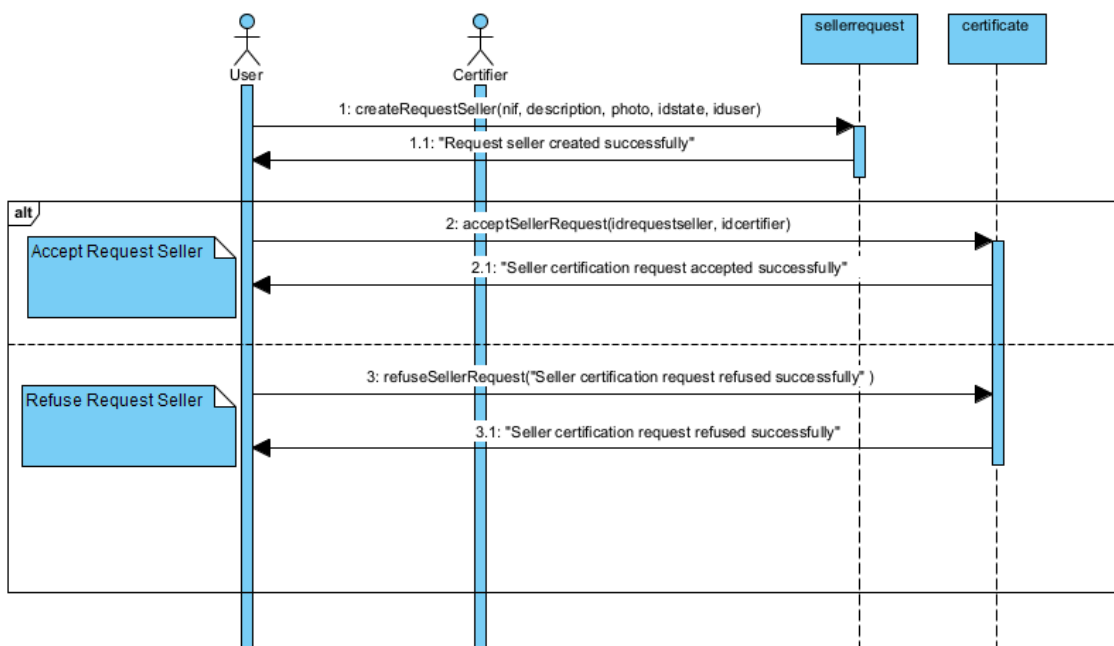 sellerrequest
certificate
User
Certifier
1: createRequestSeller(nif, description, photo, idstate, iduser)
1.1: "Request seller created successfully"
alt
2: acceptSellerRequest(idrequestseller, idcertifier)
Accept Request Seller
2.1: "Seller certification request accepted successfully"
3: refuseSellerRequest("Seller certification request refused successfully" )
Refuse Request Seller
3.1: "Seller certification request refused successfully"